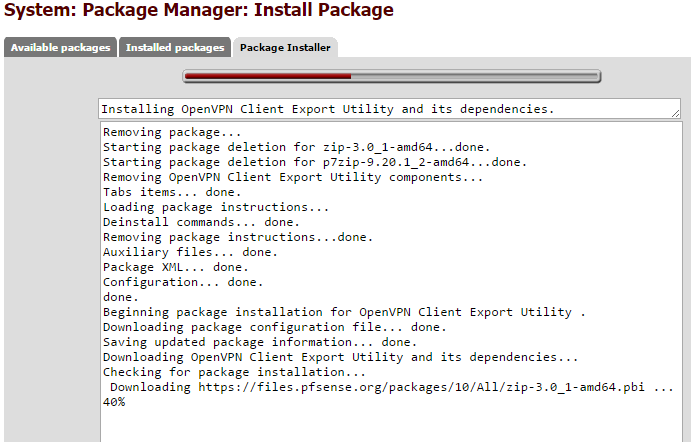 System: Package Manager: Install Package
Available packages
Installed packages
Package Installer
Installing OpenVPN Client Export Utility and its dependencies.
Removing package...
Starting package deletion for zip-3.0_1-amd64...done.
Starting package deletion for p7zip-9.20.1_2-amd64...done.
Removing OpenVPN Client Export Utility components...
Tabs items... done.
Loading package instructions...
Deinstall commands... done.
Removing package instructions...done.
Auxiliary files... done.
Package XML... done.
Configuration... done.
done.
Beginning package installation for OpenVPN Client Export Utility .
Downloading package configuration file... done.
Saving updated package information... done.
Downloading OpenVPN Client Export Utility and its dependencies...
Checking for package installation...
Downloading https://files.pfsense.org/packages/10/All/zip-3.0_1-amd64.pbi ...
40%